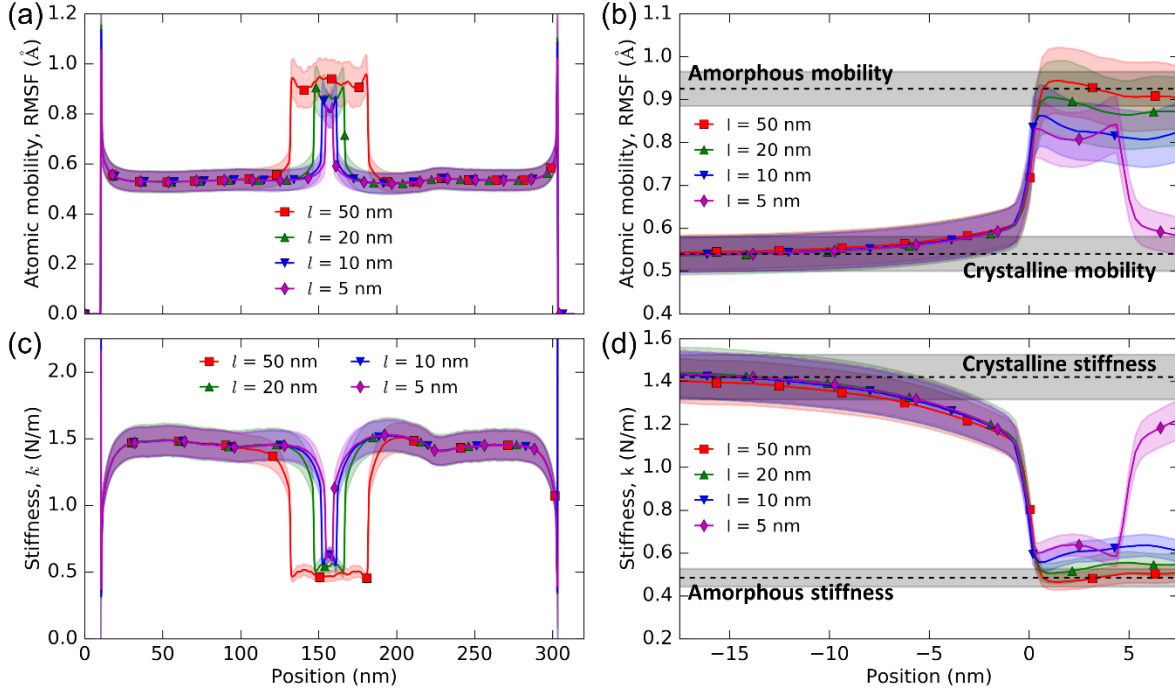 (a)
Atomic mobility, RMSF (Å)
1.2
1.0
0.8
0.6
0.4
0.2
0.0
l = 50 nm
l = 20 nm
l = 10 nm
l = 5 nm
(b)
Atomic mobility, RMSF (Å)
1.1
1.0
0.9
0.8
0.7
0.6
0.5
0.4
Amorphous mobility
l = 50 nm
l = 20 nm
l = 10 nm
l = 5 nm
Crystalline mobility
(c)
Stiffness, k (N/m)
2.0
1.5
1.0
0.5
0.0
l = 50 nm
l = 20 nm
l = 10 nm
l = 5 nm
0 50 100 150 200 250 300
Position (nm)
(d)
Stiffness, k (N/m)
1.6
1.4
1.2
1.0
0.8
0.6
0.4
0.2
Crystalline stiffness
l = 50 nm
l = 20 nm
l = 10 nm
l = 5 nm
Amorphous stiffness
−15 −10 −5 0 5
Position (nm)